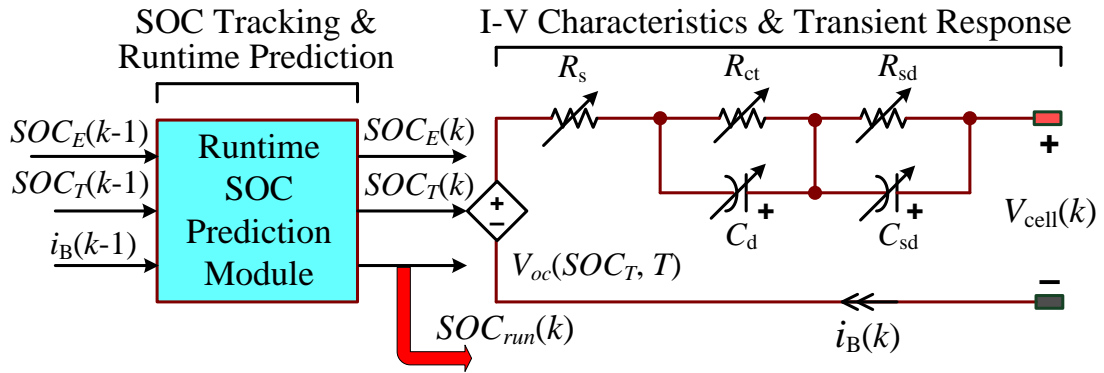 SOC Tracking &
Runtime Prediction
I-V Characteristics & Transient Response
R_s
R_ct
R_sd
SOC_E(k-1)
SOC_T(k-1)
i_B(k-1)
Runtime
SOC
Prediction
Module
SOC_E(k)
SOC_T(k)
SOC_run(k)
+
−
V_oc(SOC_T, T)
+
C_d
+
C_sd
+
V_cell(k)
−
i_B(k)